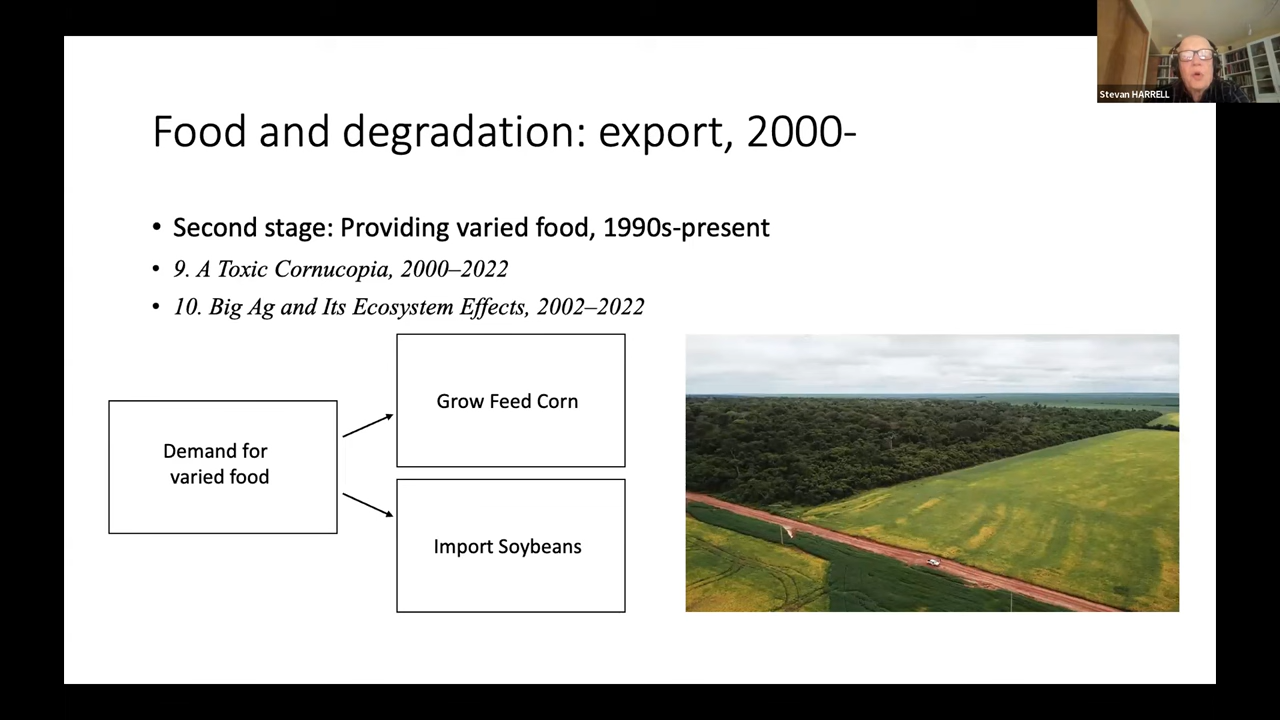 Stevan HARRELL
Food and degradation: export, 2000-
• Second stage: Providing varied food, 1990s-present
• 9. A Toxic Cornucopia, 2000–2022
• 10. Big Ag and Its Ecosystem Effects, 2002–2022
Demand for
varied food
Grow Feed Corn
Import Soybeans